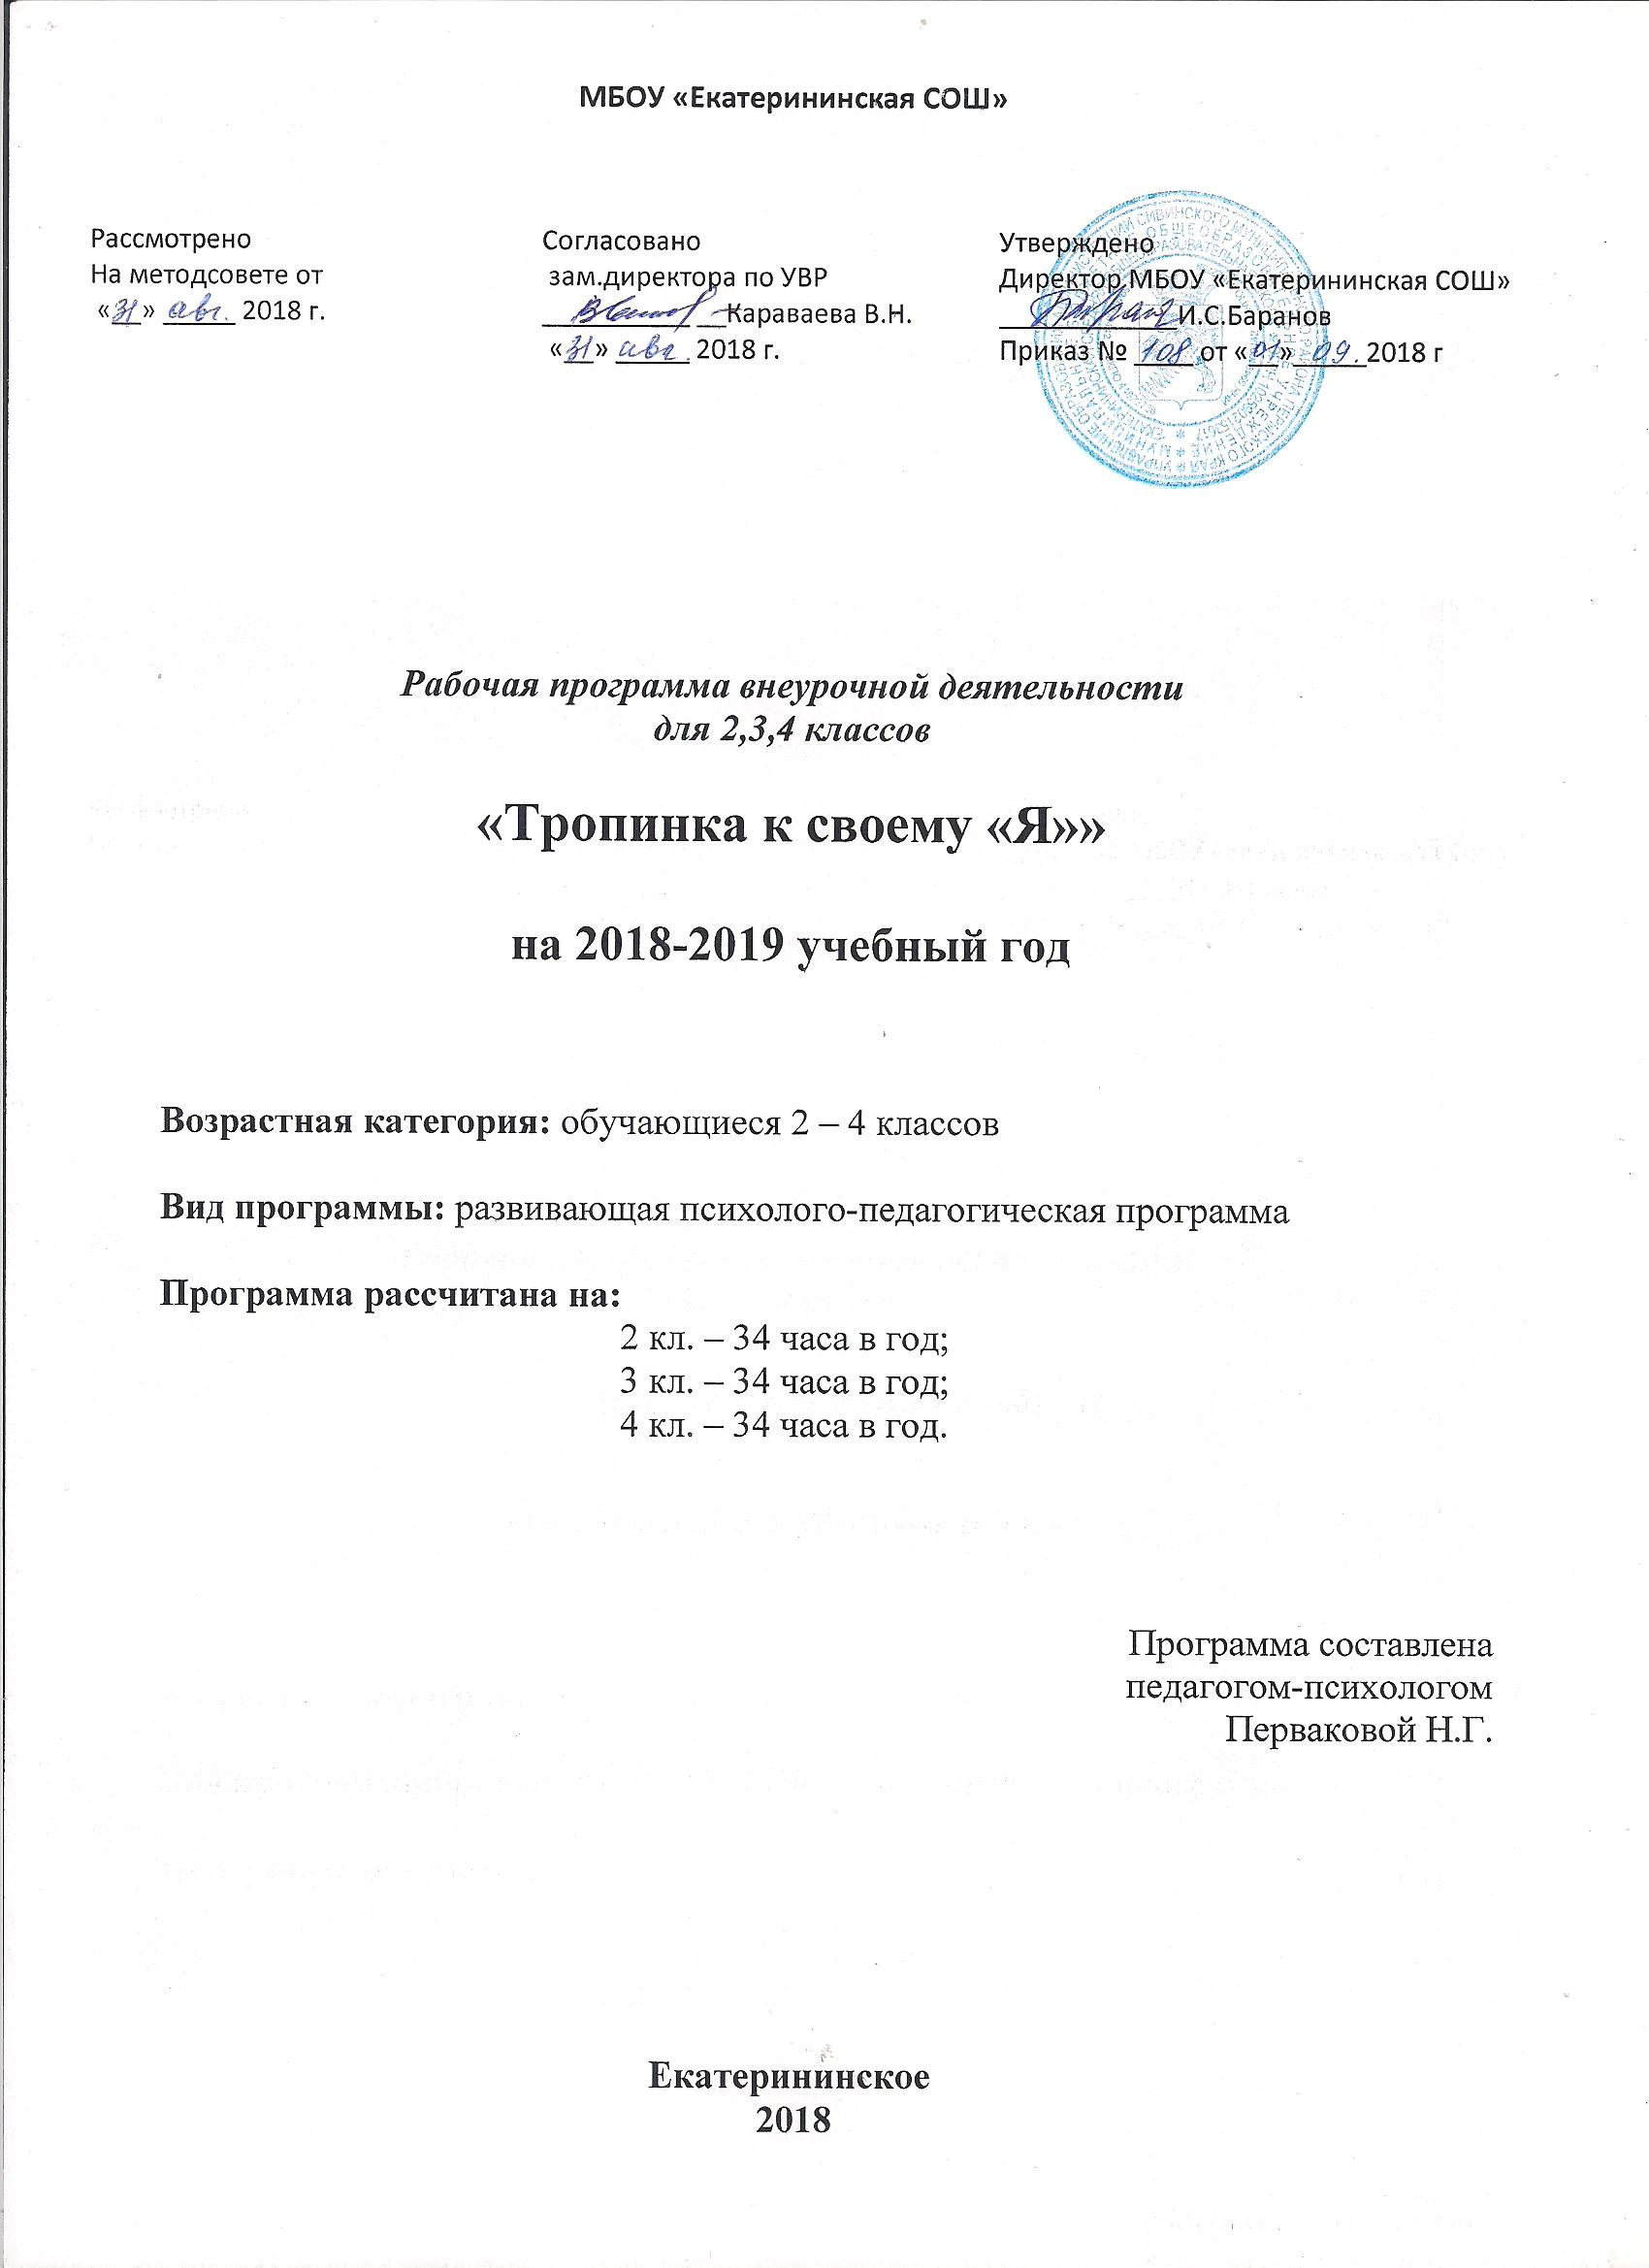 МБОУ «Екатерининская СОШ»
Рассмотрено
На методсовете от
«31» авг. 2018 г.
Согласовано
зам.директора по УВР
Караваева В.Н.
«31» авг. 2018 г.
Утверждено
Директор МБОУ «Екатерининская СОШ»
И.С.Баранов
Приказ № 108 от «01» 09. 2018 г
Рабочая программа внеурочной деятельности
для 2,3,4 классов
«Тропинка к своему «Я»»
на 2018-2019 учебный год
Возрастная категория: обучающиеся 2 – 4 классов
Вид программы: развивающая психолого-педагогическая программа
Программа рассчитана на:
2 кл. – 34 часа в год;
3 кл. – 34 часа в год;
4 кл. – 34 часа в год.
Программа составлена
педагогом-психологом
Перваковой Н.Г.
Екатерининское
2018